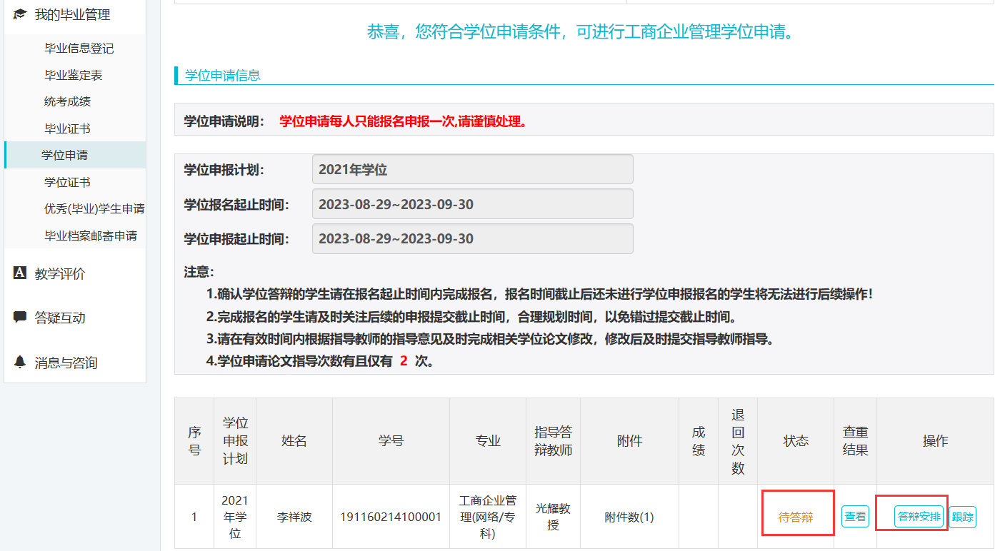 我的毕业管理
毕业信息登记
毕业鉴定表
统考成绩
毕业证书
学位申请
学位证书
优秀(毕业)学生申请
毕业档案邮寄申请
A 教学评价
答疑互动
消息与咨询
恭喜，您符合学位申请条件，可进行工商企业管理学位申请。
学位申请信息
学位申请说明： 学位申请每人只能报名申报一次,请谨慎处理。
学位申报计划： 2021年学位
学位报名起止时间： 2023-08-29~2023-09-30
学位申报起止时间： 2023-08-29~2023-09-30
注意：
1.确认学位答辩的学生请在报名起止时间内完成报名，报名时间截止后还未进行学位申报报名的学生将无法进行后续操作！
2.完成报名的学生请及时关注后续的申报提交截止时间，合理规划时间，以免错过提交截止时间。
3.请在有效时间内根据指导教师的指导意见及时完成相关学位论文修改，修改后及时提交指导教师指导。
4.学位申请论文指导次数有且仅有 2 次。
序
号
学位
申报
计划
姓名
学号
专业
指导答
辩教师
附件
成
绩
退
回
次
数
状态
查重
结果
操作
1
2021
年学
位
李祥波
191160214100001
工商企业管
理(网络/专
科)
光耀教
授
附件数(1)
待答辩
查看
答辩安排
跟踪